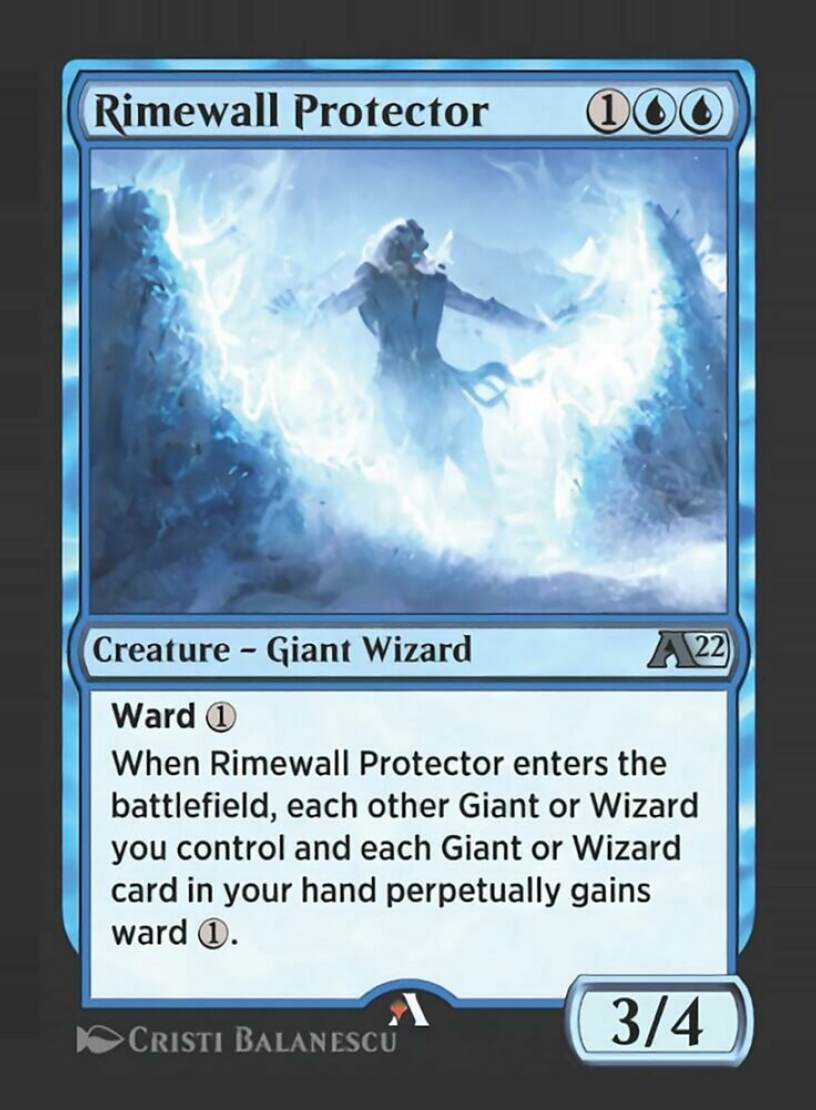 Rimewall Protector 1
Creature – Giant Wizard A22
Ward 1
When Rimewall Protector enters the
battlefield, each other Giant or Wizard
you control and each Giant or Wizard
card in your hand perpetually gains
ward 1.
3/4
CRISTI BALANESCU